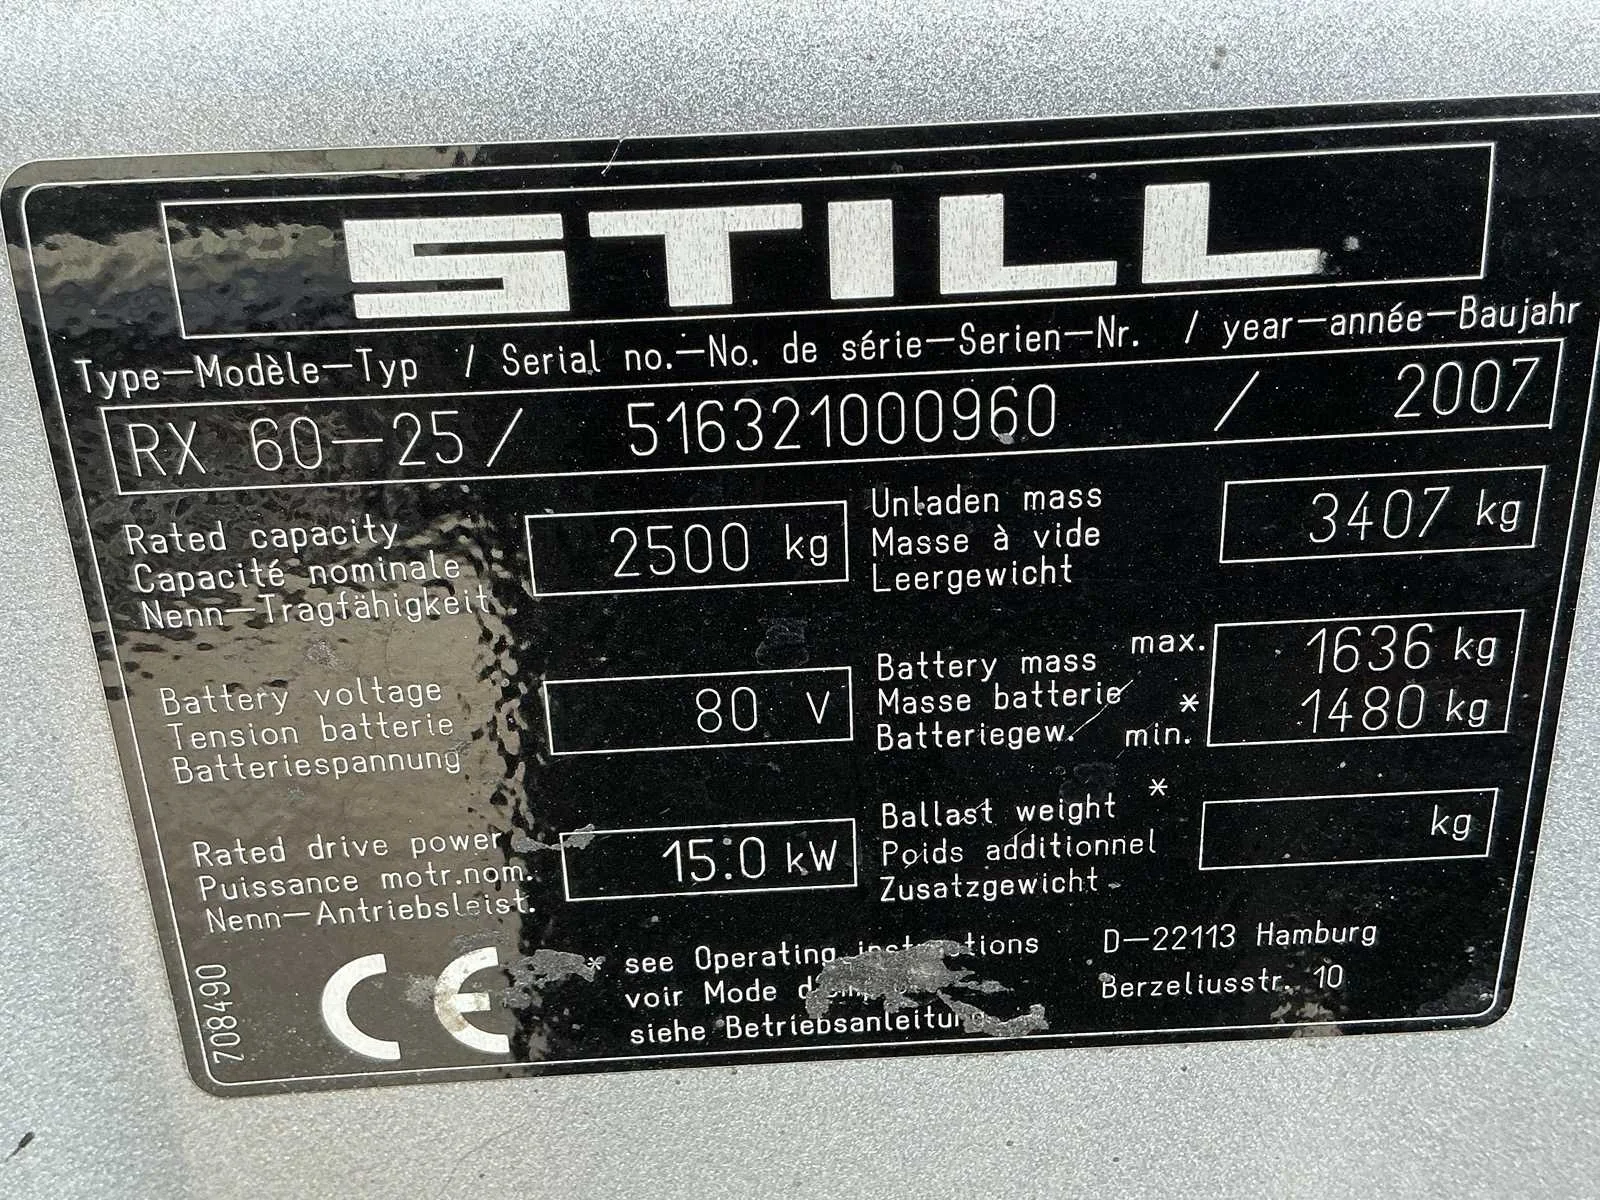 STILL
Type—Modèle—Typ / Serial no.—No. de série—Serien—Nr. / year—année—Baujahr
RX 60—25 / 516321000960 / 2007
Rated capacity
Capacité nominale
Nenn—Tragfähigkeit
2500 kg
Unladen mass
Masse à vide
Leergewicht
3407 kg
Battery voltage
Tension batterie
Batteriespannung
80 V
Battery mass max.
Masse batterie *
Batteriegew. min.
1636 kg
1480 kg
Rated drive power
Puissance motr.nom.
Nenn—Antriebsleist.
15.0 kW
Ballast weight *
Poids additionnel
Zusatzgewicht
kg
CE
* see Operating instructions
voir Mode
siehe Betriebsanleitung
D—22113 Hamburg
Berzeliusstr. 10
708490